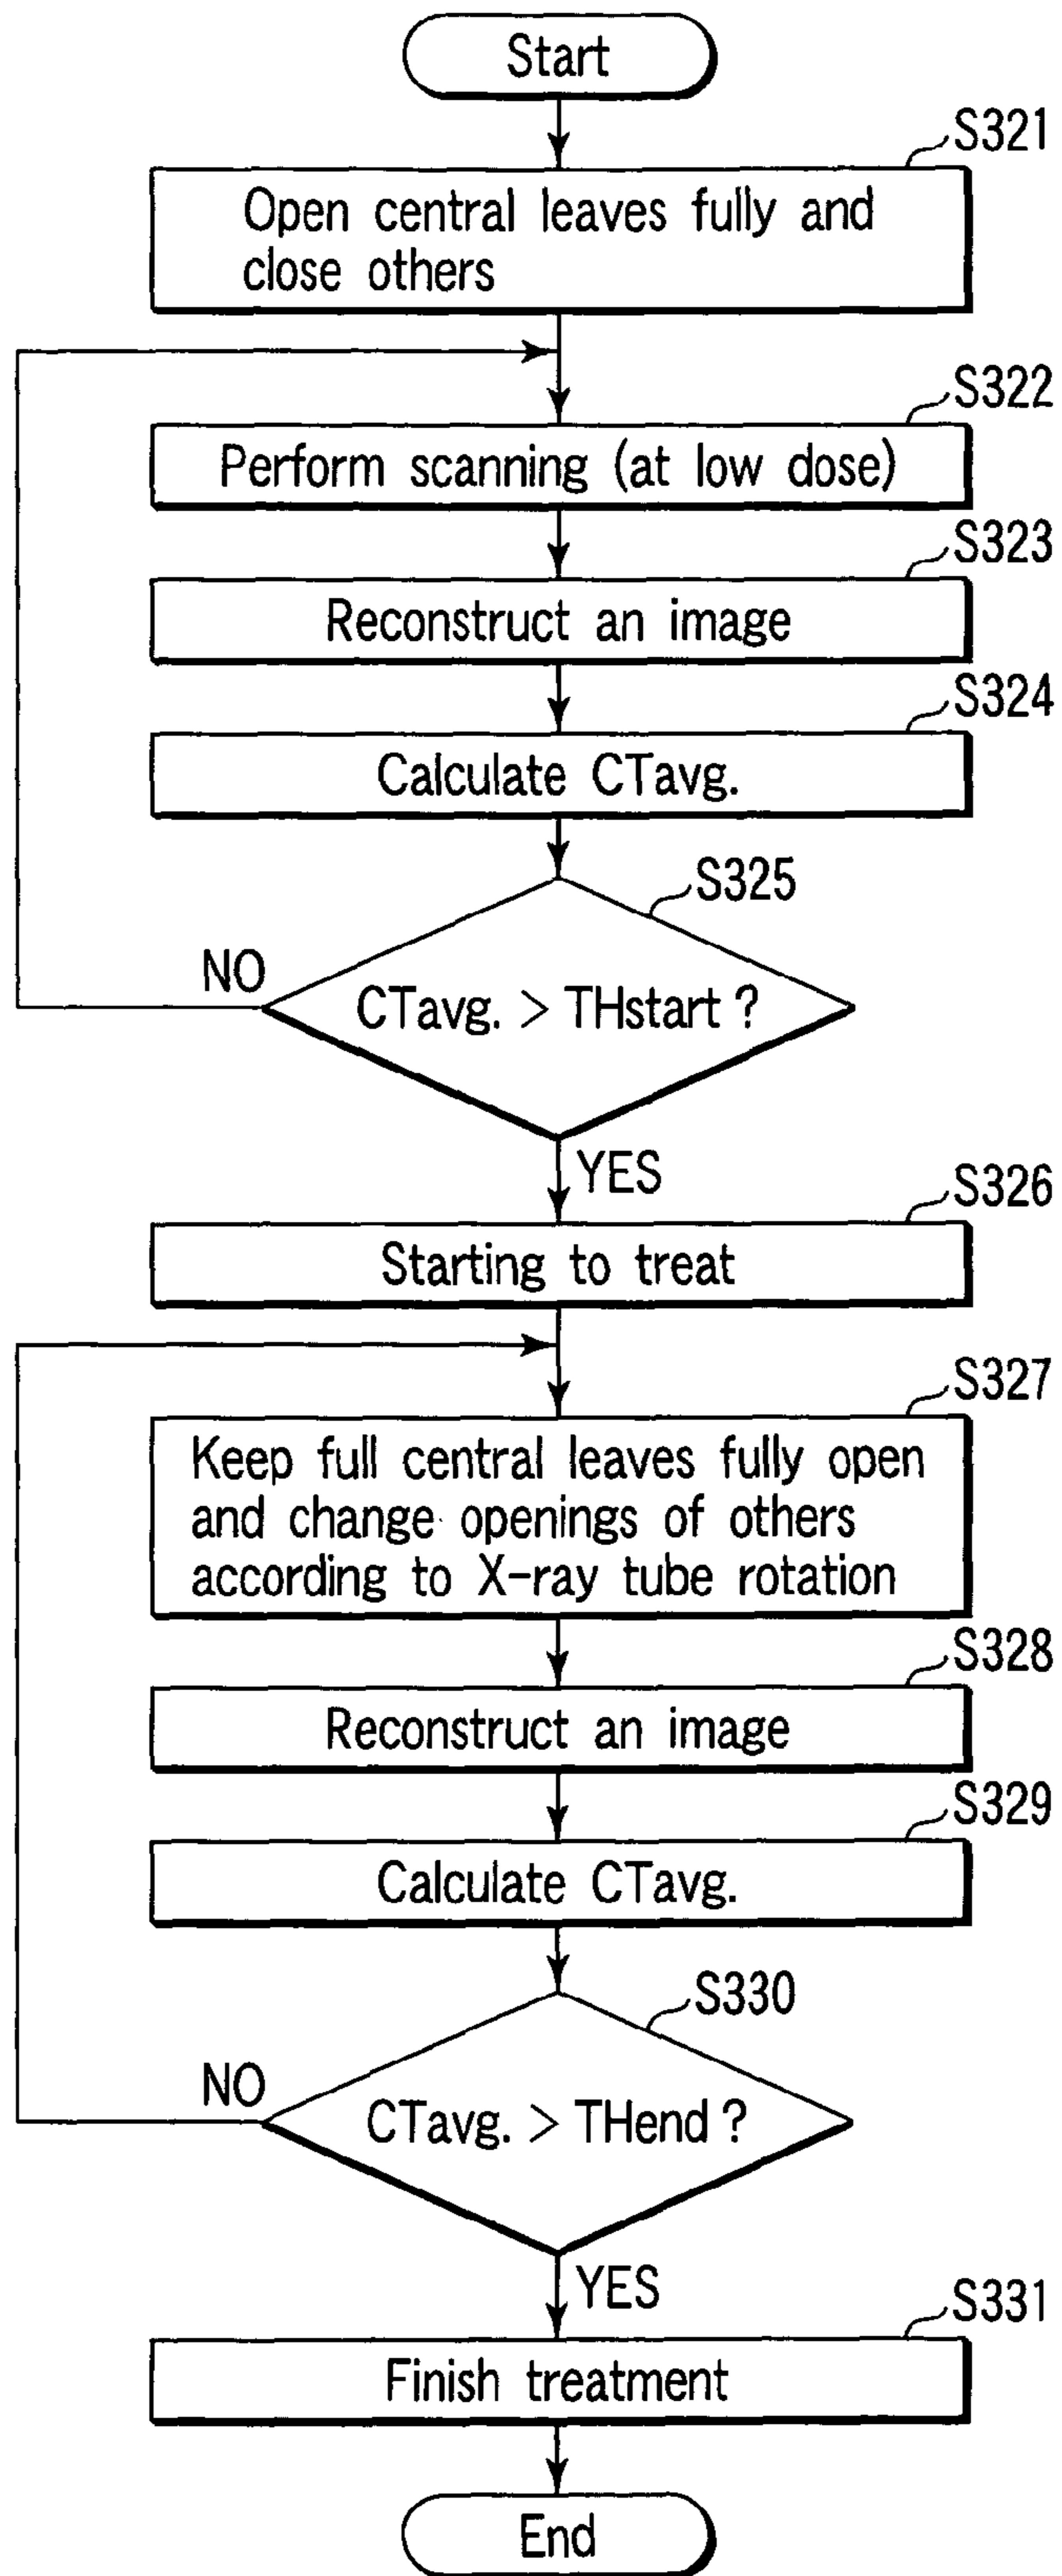 Start
S321
Open central leaves fully and
close others
S322
Perform scanning (at low dose)
S323
Reconstruct an image
S324
Calculate CTavg.
S325
NO
CTavg. > THstart ?
YES
S326
Starting to treat
S327
Keep full central leaves fully open
and change openings of others
according to X-ray tube rotation
S328
Reconstruct an image
S329
Calculate CTavg.
S330
NO
CTavg. > THend ?
YES
S331
Finish treatment
End